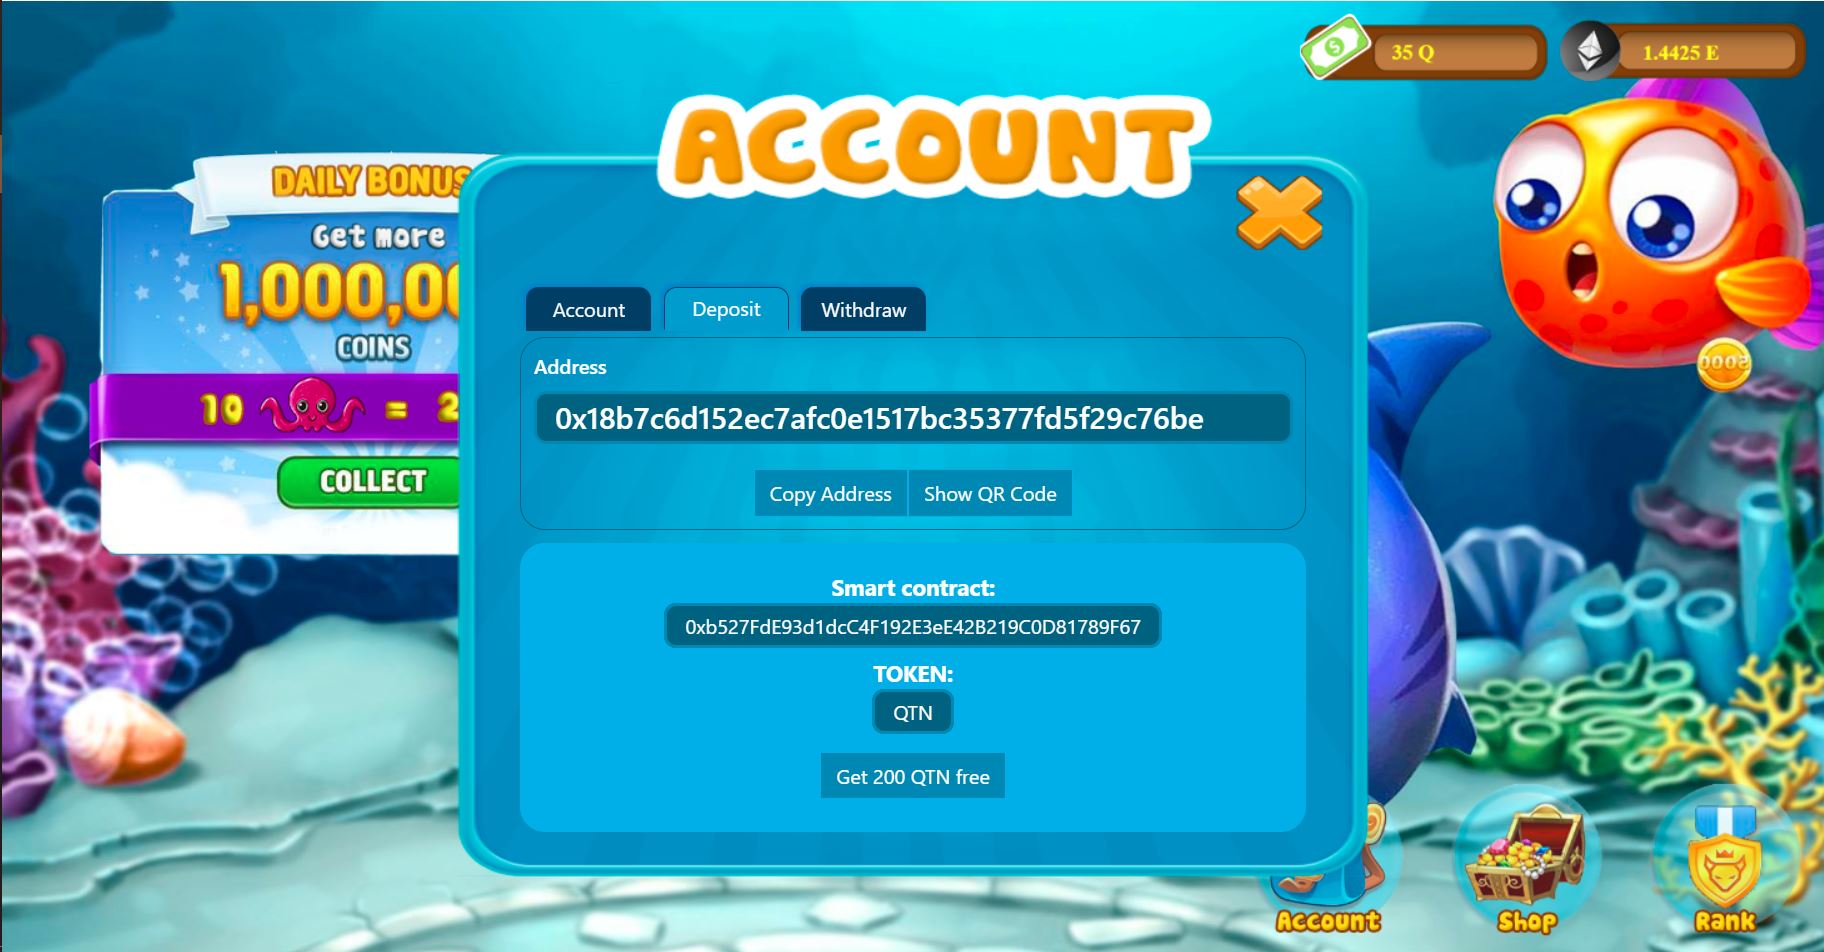 35 Q
1.4425 E
ACCOUNT
DAILY BONUS
Get more
1,000,00
COINS
10 = 2
COLLECT
Account
Deposit
Withdraw
Address
0x18b7c6d152ec7afc0e1517bc35377fd5f29c76be
Copy Address
Show QR Code
Smart contract:
0xb527FdE93d1dcC4F192E3eE42B219C0D81789F67
TOKEN:
QTN
Get 200 QTN free
Account
Shop
Rank